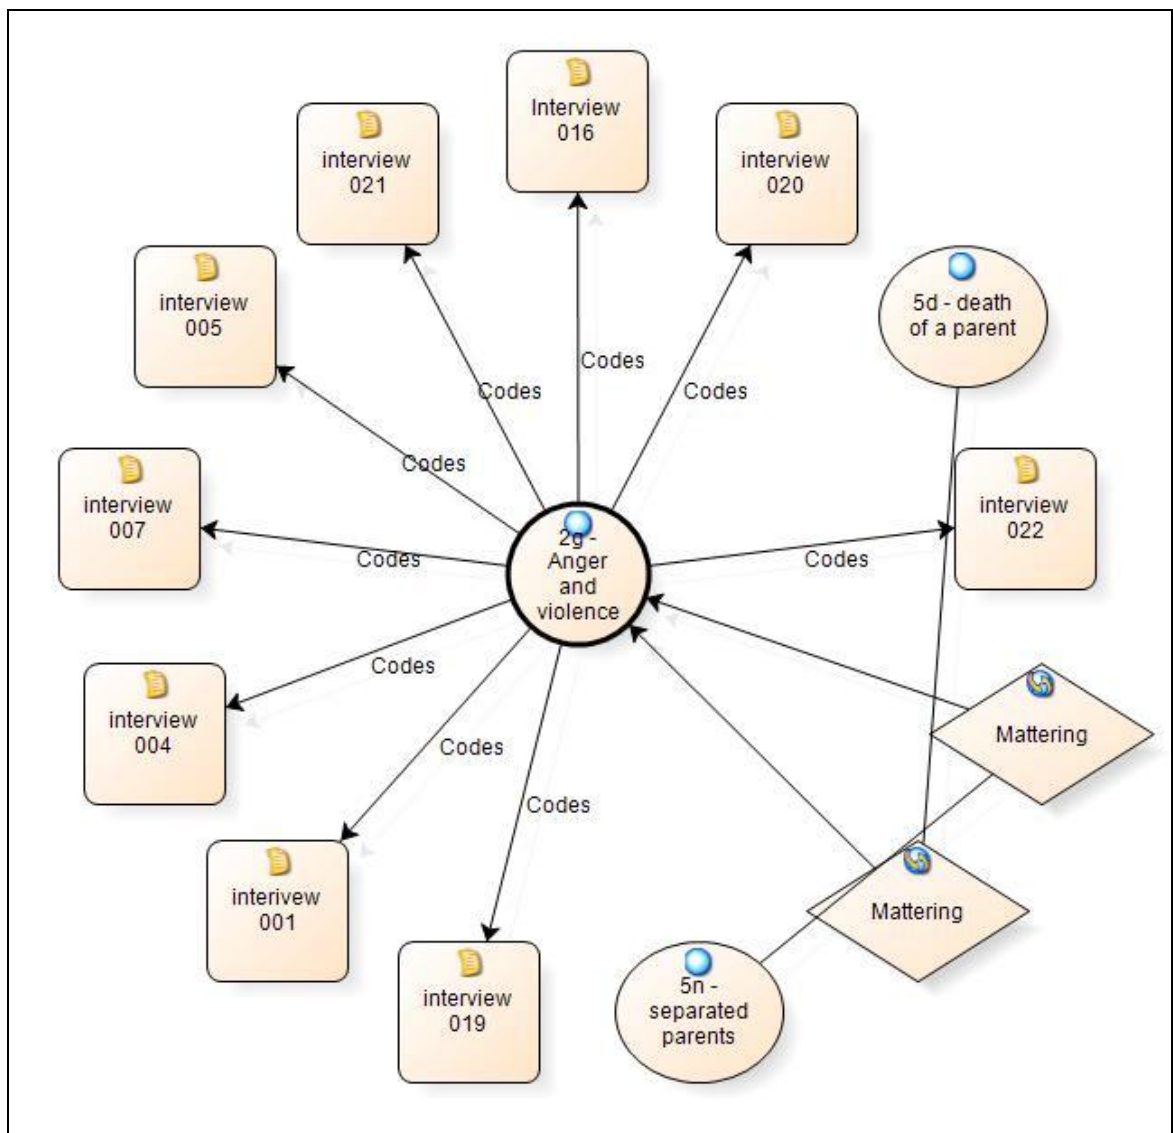 Interview
016
interview
021
interview
020
interview
005
5d - death
of a parent
Codes
Codes
Codes
Codes
interview
007
interview
022
2g -
Anger
and
violence
Codes
Codes
Codes
interview
004
Mattering
Codes
Codes
interivew
001
Mattering
interview
019
5n -
separated
parents